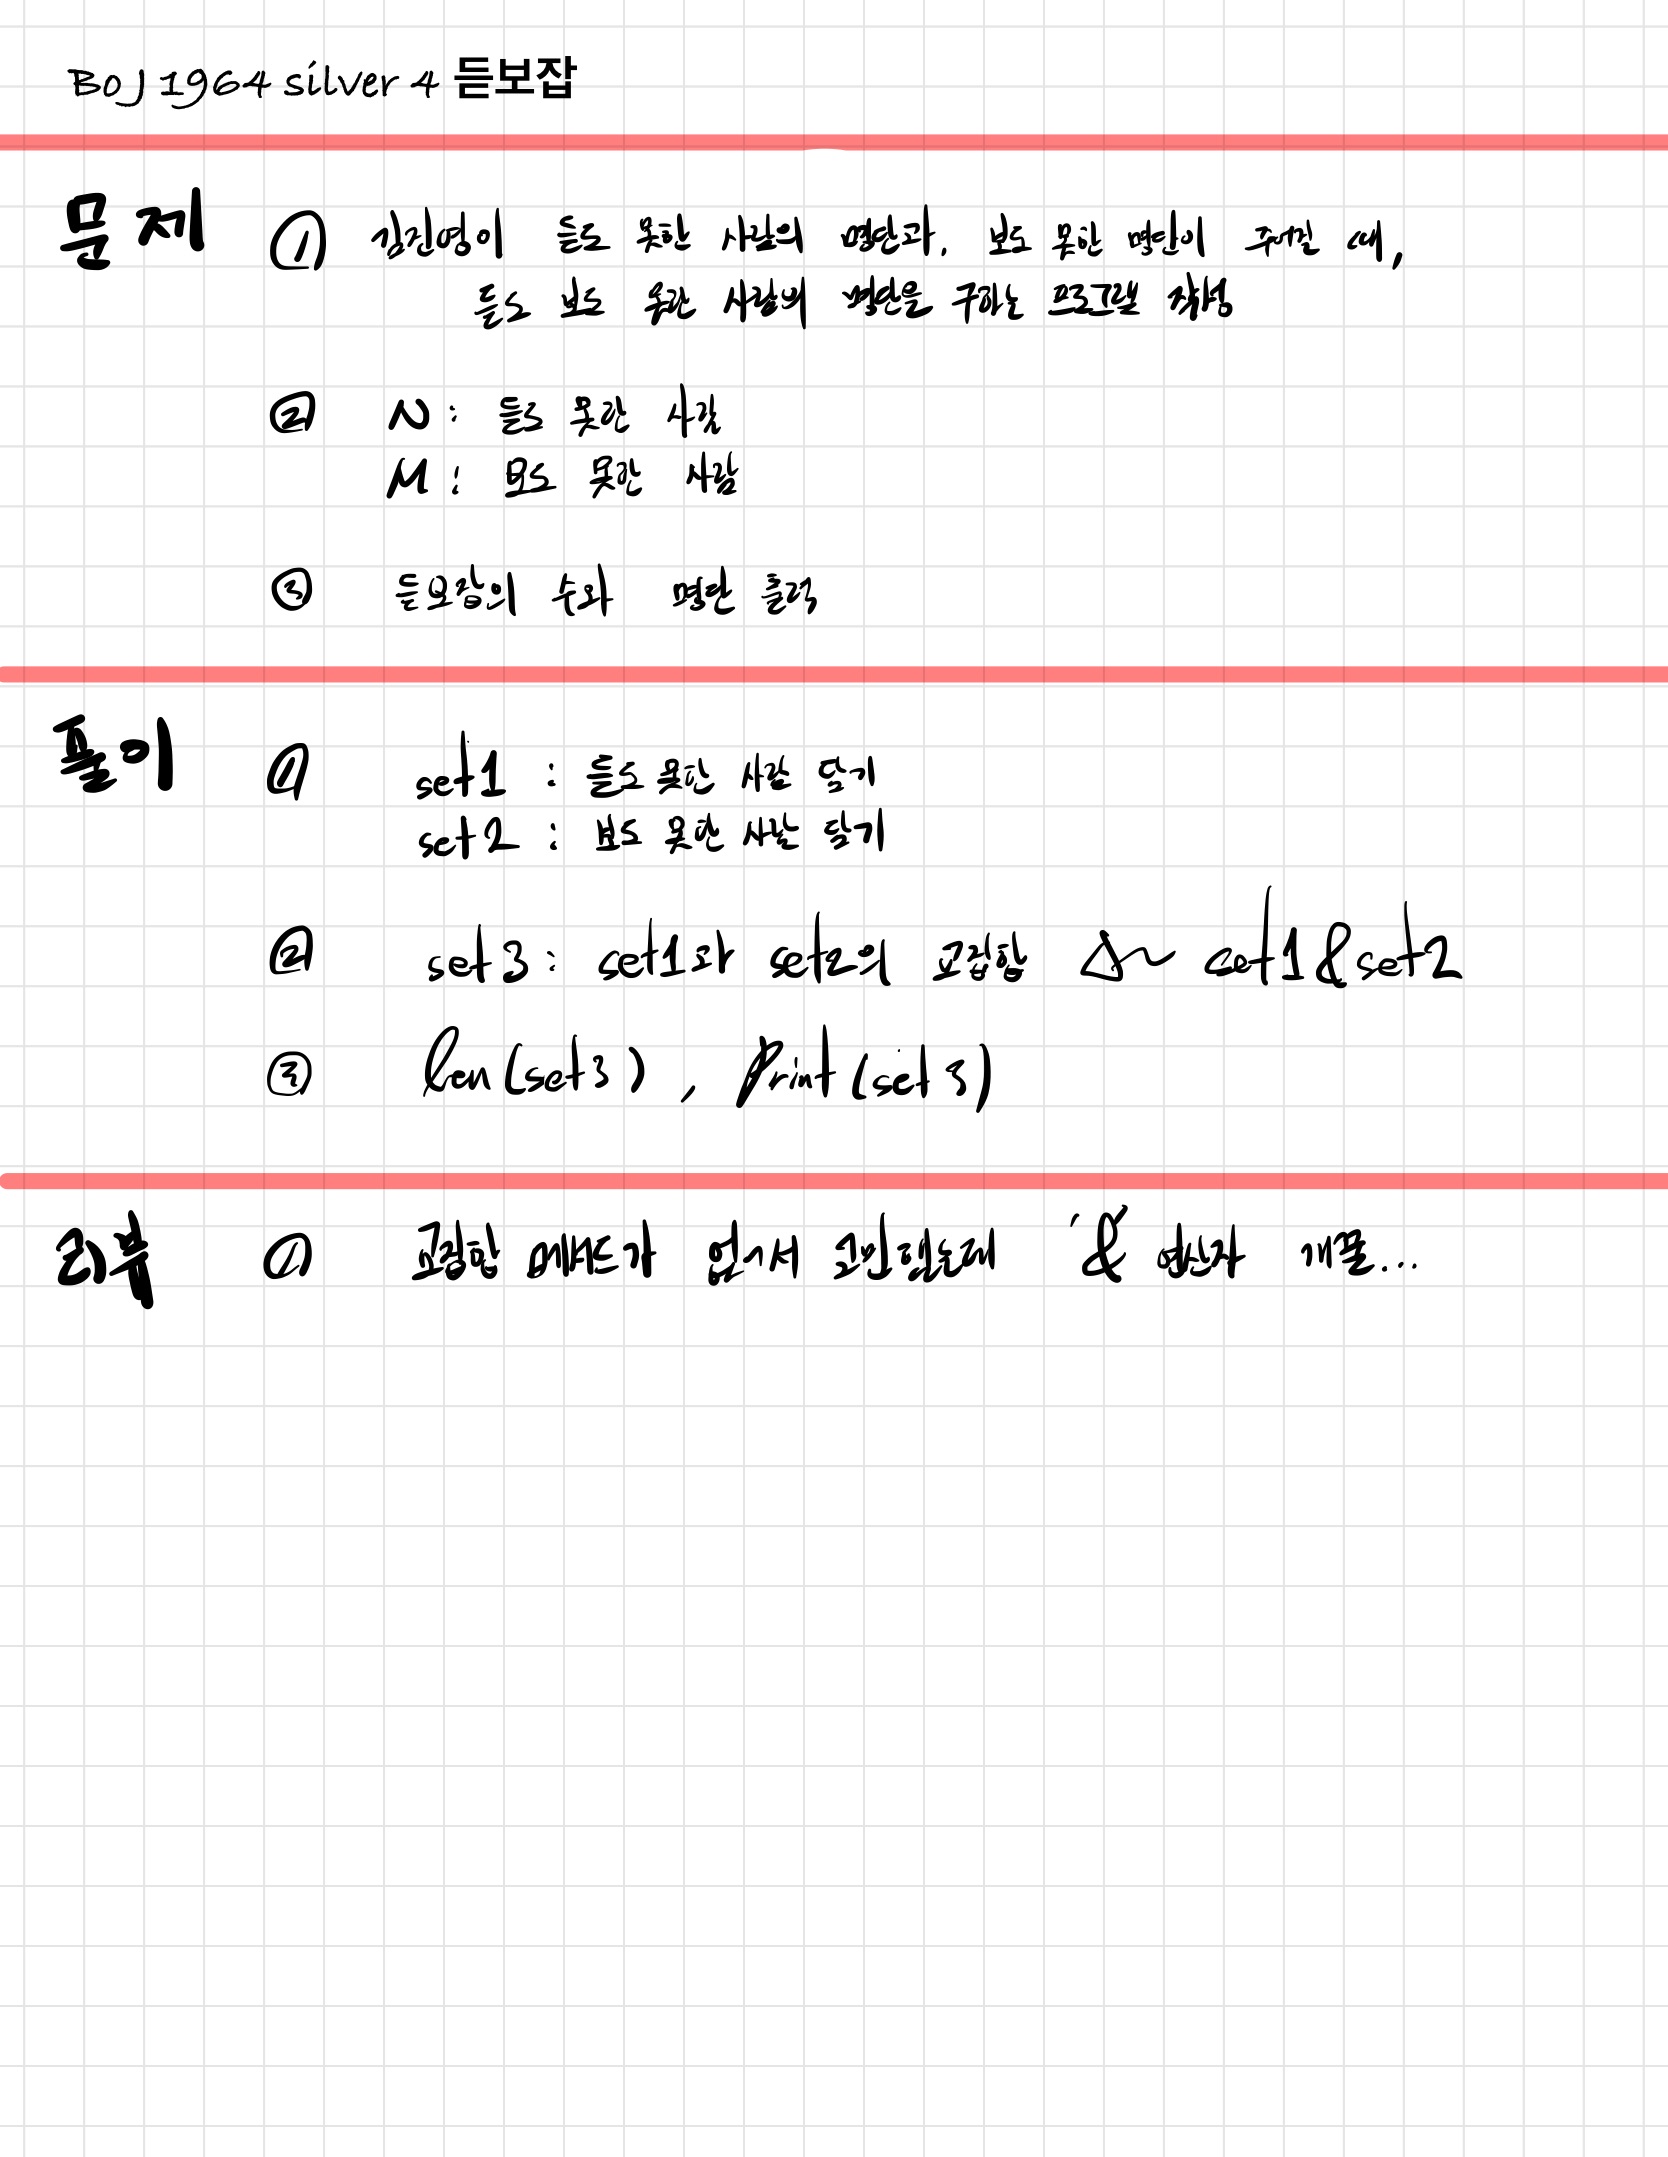 BOJ 1964 silver 4 듣보잡
문제 ① 김진영이 듣도 못한 사람의 명단과, 보도 못한 명단이 주어질 때,
듣도 보도 못한 사람의 명단을 구하는 프로그램 작성
② N : 듣도 못한 사람
M : 보도 못한 사람
③ 듣보잡의 수와 명단 출력
풀이 ① set1 : 듣도 못한 사람 담기
set2 : 보도 못한 사람 담기
② set3 : set1과 set2의 교집합 set1&set2
③ len(set3), Print(set3)
리뷰 ① 교집합 메서드가 없어서 고민했는데 '&' 연산자 개꿀...